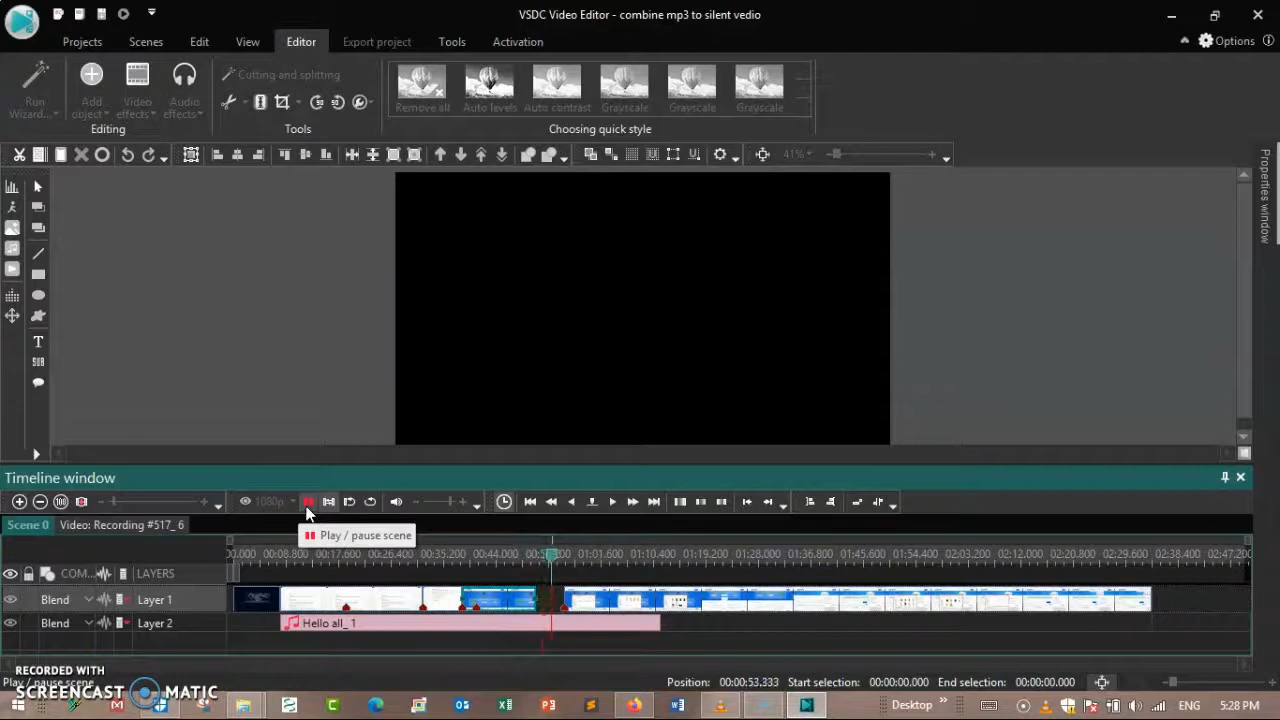 VSDC Video Editor - combine mp3 to silent vedio
Projects Scenes Edit View Editor Export project Tools Activation Options
Run Wizard... Add object Video effects Audio effects
Editing
Cutting and splitting
Tools
Remove all Auto levels Auto contrast Grayscale Grayscale Grayscale
Choosing quick style
41%
Properties window
T
SUB
Timeline window
1080p
Play / pause scene
Scene 0 Video: Recording #517_ 6
00:08.800 00:17.600 00:26.400 00:35.200 00:44.000 01:01.600 01:10.400 01:19.200 01:28.000 01:36.800 01:45.600 01:54.400 02:03.200 02:12.000 02:20.800 02:29.600 02:38.400 02:47.200
COM... LAYERS
Blend Layer 1
Blend Layer 2
Hello all_ 1
RECORDED WITH
SCREENCAST MATIC
Position: 00:00:53.333 Start selection: 00:00:00.000 End selection: 00:00:00.000
Desktop ENG 5:28 PM